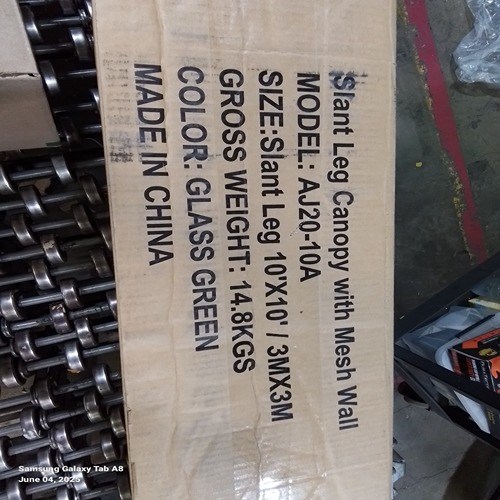 Slant Leg Canopy with Mesh Wall
MODEL: AJ20-10A
SIZE:Slant Leg 10'X10' / 3MX3M
GROSS WEIGHT: 14.8KGS
COLOR: GLASS GREEN
MADE IN CHINA
Samsung Galaxy Tab A8
June 04, 2025